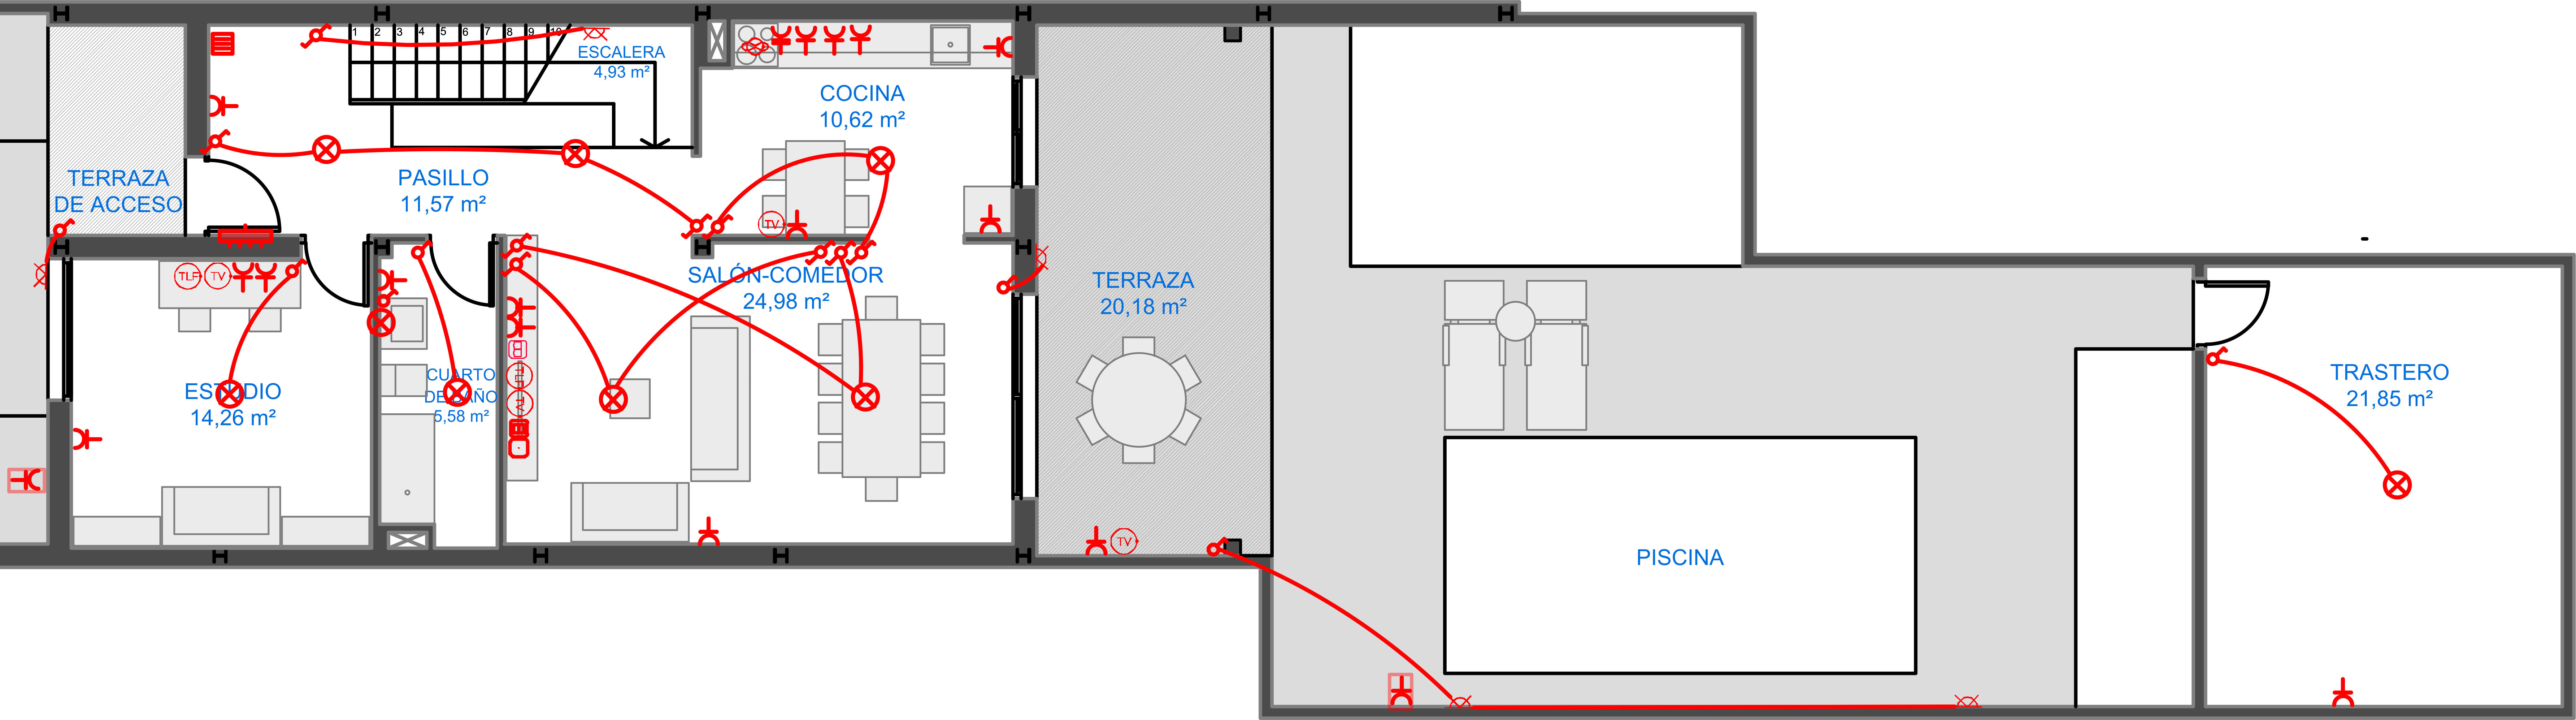 1 2 3 4 5 6 7 8 9 10
ESCALERA
4,93 m²
COCINA
10,62 m²
TERRAZA
DE ACCESO
PASILLO
11,57 m²
TV
TLF TV
SALÓN-COMEDOR
24,98 m²
TERRAZA
20,18 m²
ESTUDIO
14,26 m²
CUARTO
DE BAÑO
5,58 m²
TLF
TV
TRASTERO
21,85 m²
TV
PISCINA